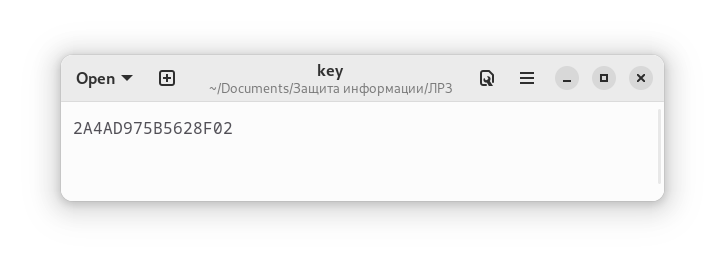 Open
key
~/Documents/Защита информации/ЛР3
2A4AD975B5628F02